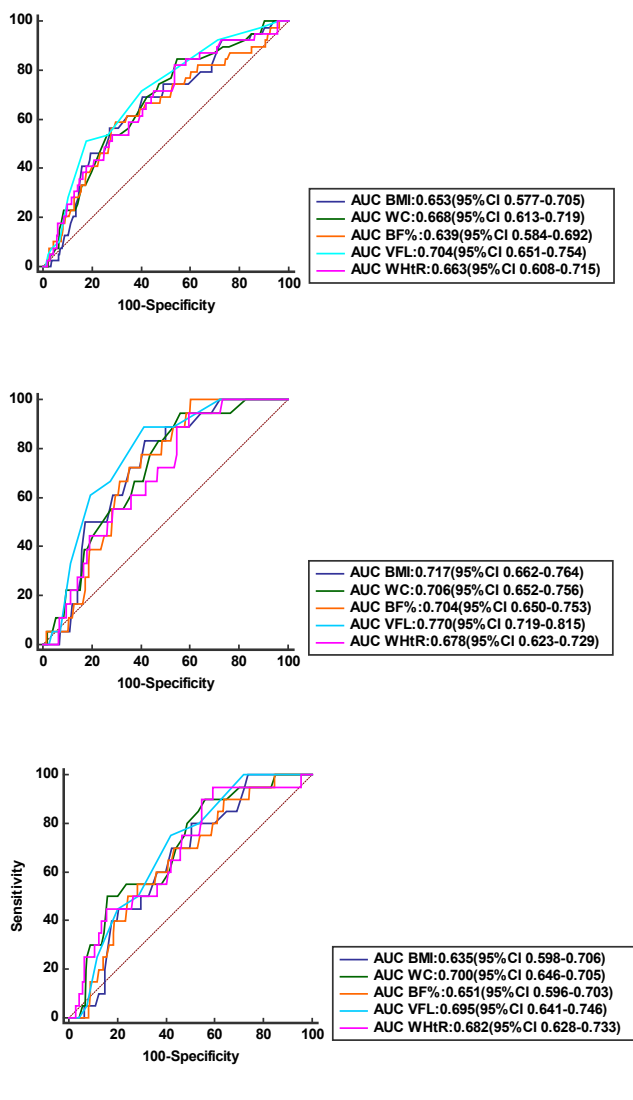 100
80
60
40
20
0
0 20 40 60 80 100
100-Specificity
AUC BMI:0.653(95%CI 0.577-0.705)
AUC WC:0.668(95%CI 0.613-0.719)
AUC BF%:0.639(95%CI 0.584-0.692)
AUC VFL:0.704(95%CI 0.651-0.754)
AUC WHtR:0.663(95%CI 0.608-0.715)
100
80
60
40
20
0
0 20 40 60 80 100
100-Specificity
AUC BMI:0.717(95%CI 0.662-0.764)
AUC WC:0.706(95%CI 0.652-0.756)
AUC BF%:0.704(95%CI 0.650-0.753)
AUC VFL:0.770(95%CI 0.719-0.815)
AUC WHtR:0.678(95%CI 0.623-0.729)
Sensitivity
100
80
60
40
20
0
0 20 40 60 80 100
100-Specificity
AUC BMI:0.635(95%CI 0.598-0.706)
AUC WC:0.700(95%CI 0.646-0.705)
AUC BF%:0.651(95%CI 0.596-0.703)
AUC VFL:0.695(95%CI 0.641-0.746)
AUC WHtR:0.682(95%CI 0.628-0.733)